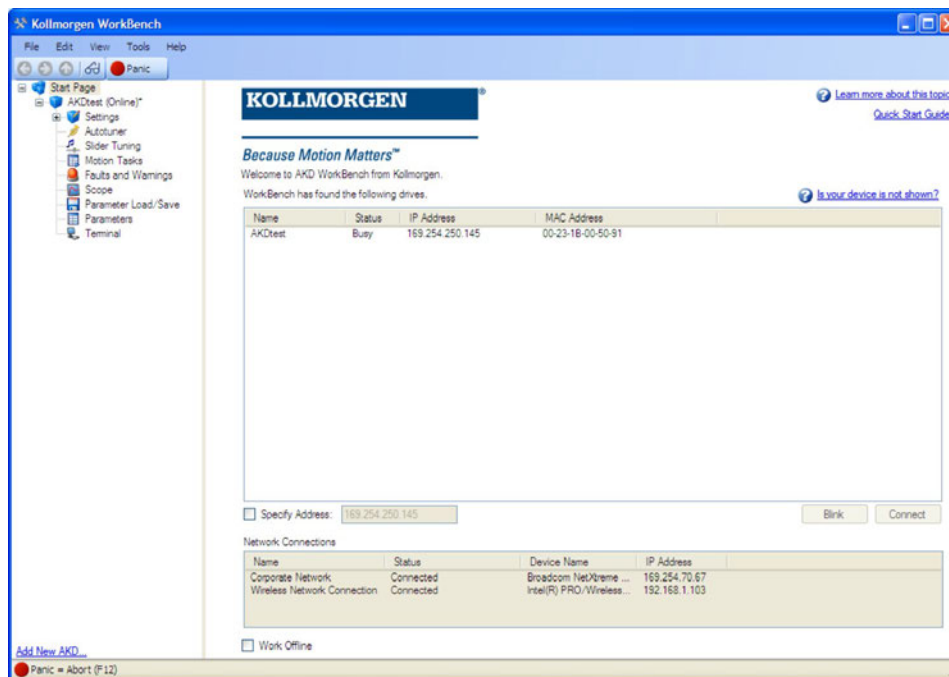 Kollmorgen WorkBench
File Edit View Tools Help
Panic
Start Page
AKDtest (Online)*
Settings
Autotuner
Slider Tuning
Motion Tasks
Faults and Warnings
Scope
Parameter Load/Save
Parameters
Terminal
Add New AKD...
KOLLMORGEN®
Because Motion Matters™
Learn more about this topic
Quick Start Guide
Welcome to AKD WorkBench from Kollmorgen.
WorkBench has found the following drives.
Is your device is not shown?
Name Status IP Address MAC Address
AKDtest Busy 169.254.250.145 00-23-1B-00-50-91
Specify Address: 169.254.250.145 Blink Connect
Network Connections
Name Status Device Name IP Address
Corporate Network Connected Broadcom NetXtreme ... 169.254.70.67
Wireless Network Connection Connected Intel(R) PRO/Wireless... 192.168.1.103
Work Offline
Panic = Abort (F12)